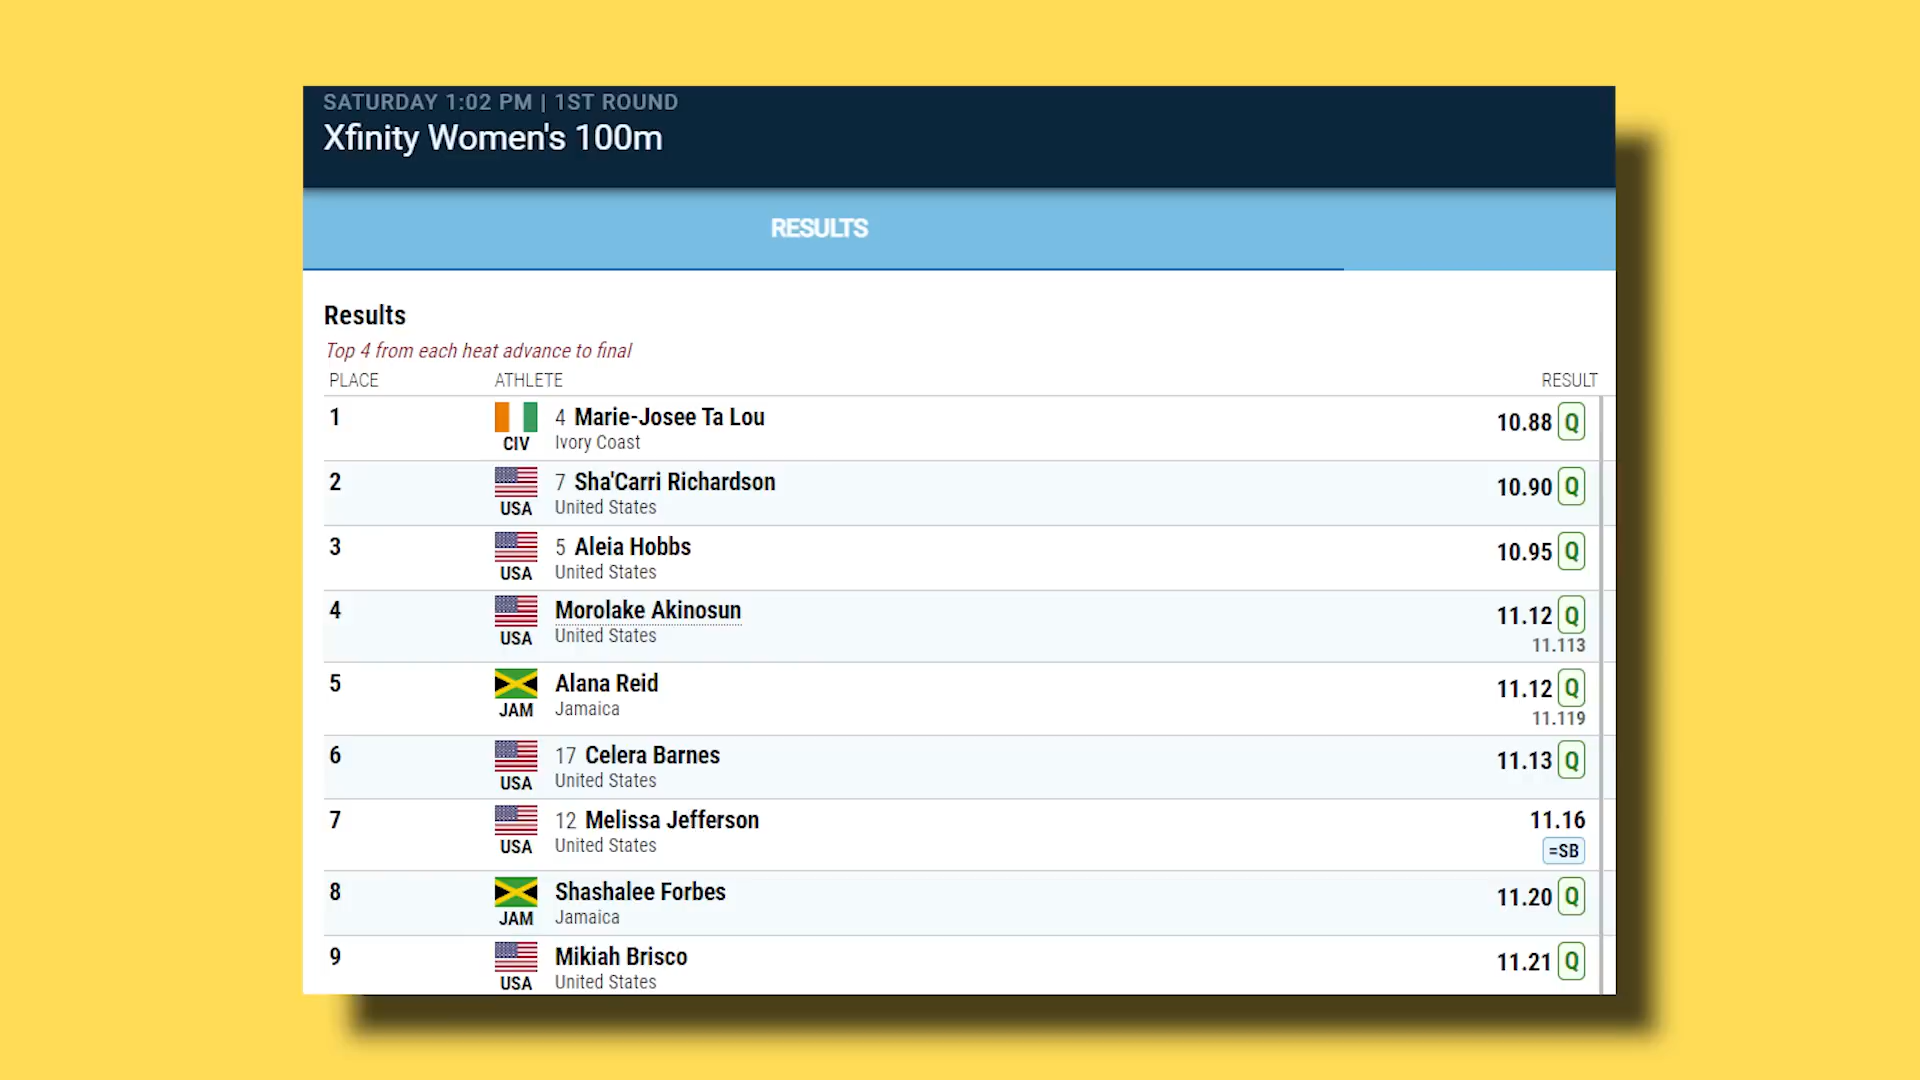 SATURDAY 1:02 PM | 1ST ROUND
Xfinity Women's 100m
RESULTS
Results
Top 4 from each heat advance to final
PLACE ATHLETE RESULT
1 4 Marie-Josee Ta Lou 10.88 Q
CIV Ivory Coast
2 7 Sha'Carri Richardson 10.90 Q
USA United States
3 5 Aleia Hobbs 10.95 Q
USA United States
4 Morolake Akinosun 11.12 Q
USA United States 11.113
5 Alana Reid 11.12 Q
JAM Jamaica 11.119
6 17 Celera Barnes 11.13 Q
USA United States
7 12 Melissa Jefferson 11.16
USA United States =SB
8 Shashalee Forbes 11.20 Q
JAM Jamaica
9 Mikiah Brisco 11.21 Q
USA United States